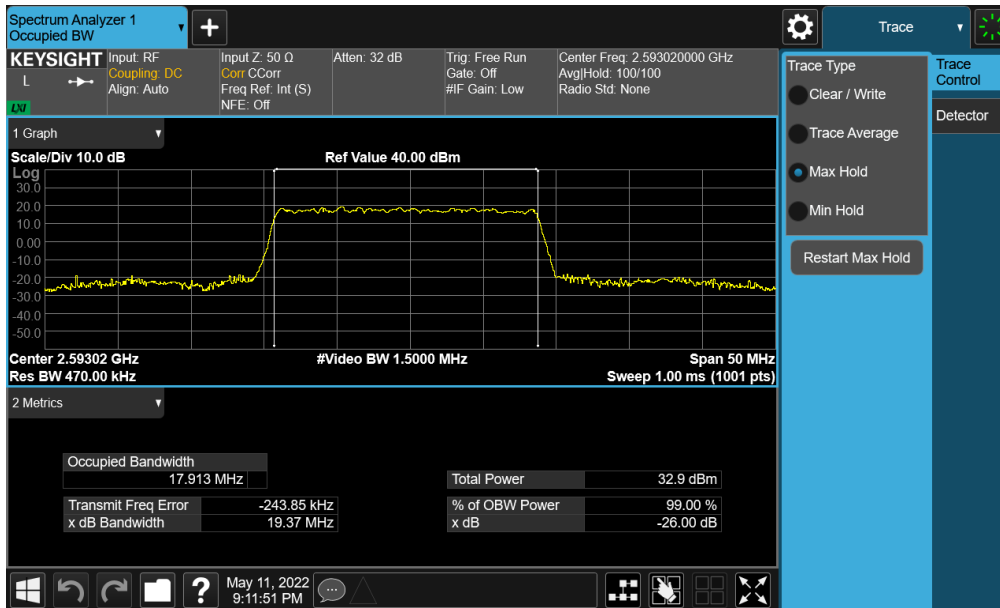 Spectrum Analyzer 1
Occupied BW
+
Trace
KEYSIGHT
L
LXI
Input: RF
Coupling: DC
Align: Auto
Input Z: 50 Ω
Corr CCorr
Freq Ref: Int (S)
NFE: Off
Atten: 32 dB
Trig: Free Run
Gate: Off
#IF Gain: Low
Center Freq: 2.593020000 GHz
Avg|Hold: 100/100
Radio Std: None
Trace Type
Clear / Write
Trace Average
Max Hold
Min Hold
Restart Max Hold
Trace
Control
Detector
1 Graph
Scale/Div 10.0 dB
Ref Value 40.00 dBm
Log
30.0
20.0
10.0
0.00
-10.0
-20.0
-30.0
-40.0
-50.0
Center 2.59302 GHz
#Video BW 1.5000 MHz
Span 50 MHz
Res BW 470.00 kHz
Sweep 1.00 ms (1001 pts)
2 Metrics
Occupied Bandwidth
17.913 MHz
Total Power 32.9 dBm
Transmit Freq Error -243.85 kHz
% of OBW Power 99.00 %
x dB Bandwidth 19.37 MHz
x dB -26.00 dB
?
May 11, 2022
9:11:51 PM